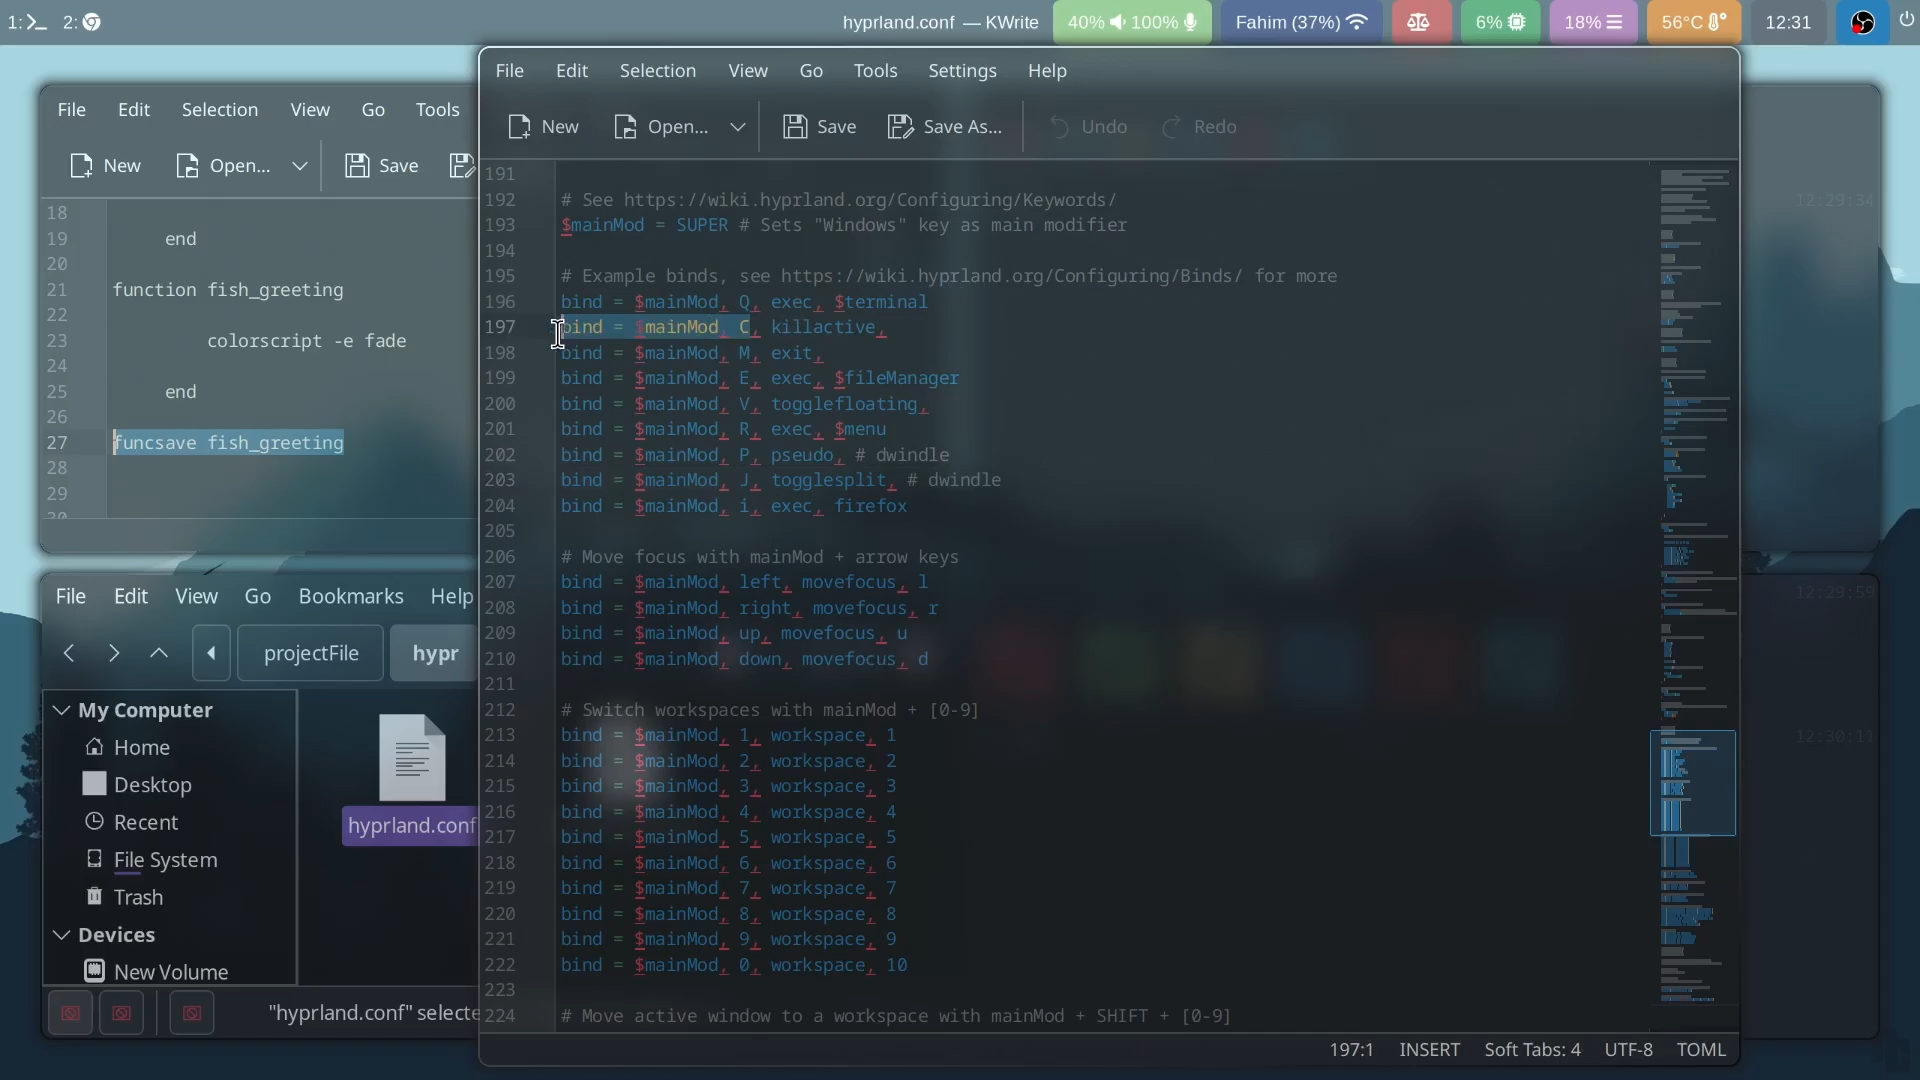 1: 2:
hyprland.conf — KWrite
40% 100%
Fahim (37%)
6%
18%
56°C
12:31
File Edit Selection View Go Tools
New Open... Save
18
19 end
20
21 function fish_greeting
22
23 colorscript -e fade
24
25 end
26
27 funcsave fish_greeting
28
29
30
File Edit View Go Bookmarks Help
projectFile hypr
My Computer
Home
Desktop
Recent
File System
Trash
Devices
New Volume
hyprland.conf
"hyprland.conf" selecte
File Edit Selection View Go Tools Settings Help
New Open... Save Save As... Undo Redo
191
192 # See https://wiki.hyprland.org/Configuring/Keywords/
193 $mainMod = SUPER # Sets "Windows" key as main modifier
194
195 # Example binds, see https://wiki.hyprland.org/Configuring/Binds/ for more
196 bind = $mainMod, Q, exec, $terminal
197 bind = $mainMod, C, killactive,
198 bind = $mainMod, M, exit,
199 bind = $mainMod, E, exec, $fileManager
200 bind = $mainMod, V, togglefloating,
201 bind = $mainMod, R, exec, $menu
202 bind = $mainMod, P, pseudo, # dwindle
203 bind = $mainMod, J, togglesplit, # dwindle
204 bind = $mainMod, i, exec, firefox
205
206 # Move focus with mainMod + arrow keys
207 bind = $mainMod, left, movefocus, l
208 bind = $mainMod, right, movefocus, r
209 bind = $mainMod, up, movefocus, u
210 bind = $mainMod, down, movefocus, d
211
212 # Switch workspaces with mainMod + [0-9]
213 bind = $mainMod, 1, workspace, 1
214 bind = $mainMod, 2, workspace, 2
215 bind = $mainMod, 3, workspace, 3
216 bind = $mainMod, 4, workspace, 4
217 bind = $mainMod, 5, workspace, 5
218 bind = $mainMod, 6, workspace, 6
219 bind = $mainMod, 7, workspace, 7
220 bind = $mainMod, 8, workspace, 8
221 bind = $mainMod, 9, workspace, 9
222 bind = $mainMod, 0, workspace, 10
223
224 # Move active window to a workspace with mainMod + SHIFT + [0-9]
197:1 INSERT Soft Tabs: 4 UTF-8 TOML
12:29:34
12:29:59
12:30:11